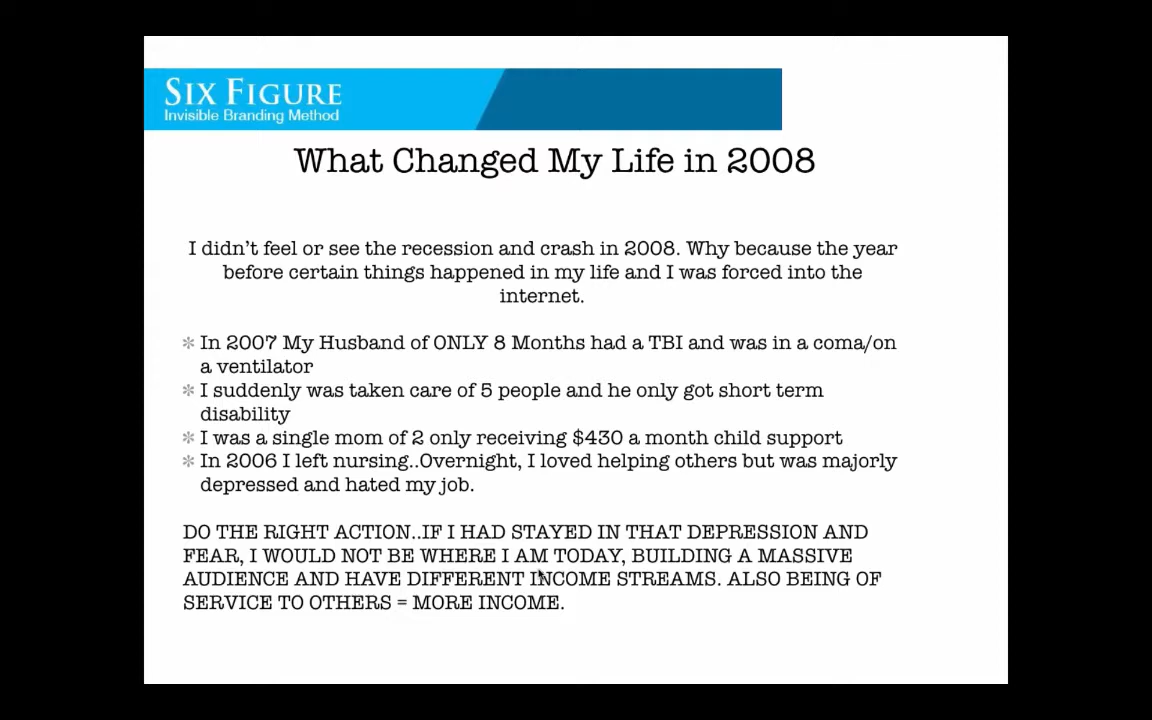 SIX FIGURE
Invisible Branding Method
What Changed My Life in 2008
I didn't feel or see the recession and crash in 2008. Why because the year
before certain things happened in my life and I was forced into the
internet.
✻ In 2007 My Husband of ONLY 8 Months had a TBI and was in a coma/on
a ventilator
✻ I suddenly was taken care of 5 people and he only got short term
disability
✻ I was a single mom of 2 only receiving $430 a month child support
✻ In 2006 I left nursing..Overnight, I loved helping others but was majorly
depressed and hated my job.
DO THE RIGHT ACTION..IF I HAD STAYED IN THAT DEPRESSION AND
FEAR, I WOULD NOT BE WHERE I AM TODAY, BUILDING A MASSIVE
AUDIENCE AND HAVE DIFFERENT INCOME STREAMS. ALSO BEING OF
SERVICE TO OTHERS = MORE INCOME.